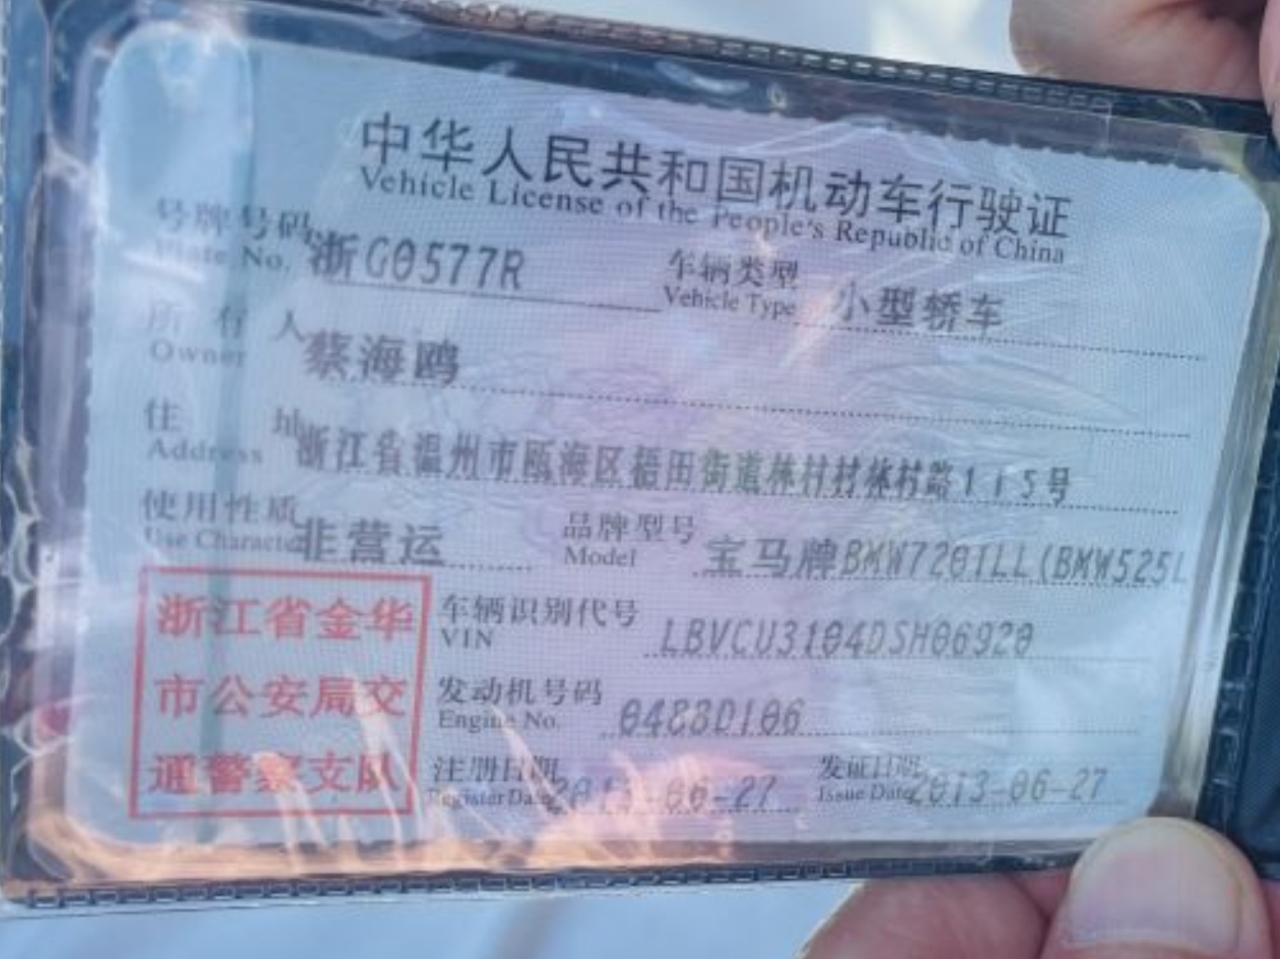 中华人民共和国机动车行驶证
Vehicle License of the People's Republic of China
号牌号码 浙G0577R 车辆类型 小型轿车
Plate No. Vehicle Type
所有人 蔡海鸥
Owner
住址 浙江省温州市瓯海区梧田街道林村村林村路115号
Address
使用性质 非营运 品牌型号 宝马牌BMW7201LL(BMW525L
Use Character Model
浙江省金华 车辆识别代号 LBVCU3104DSH06920
VIN
市公安局交 发动机号码 0488D106
Engine No.
通警察支队 注册日期 2013-06-27 发证日期 2013-06-27
Register Date Issue Date